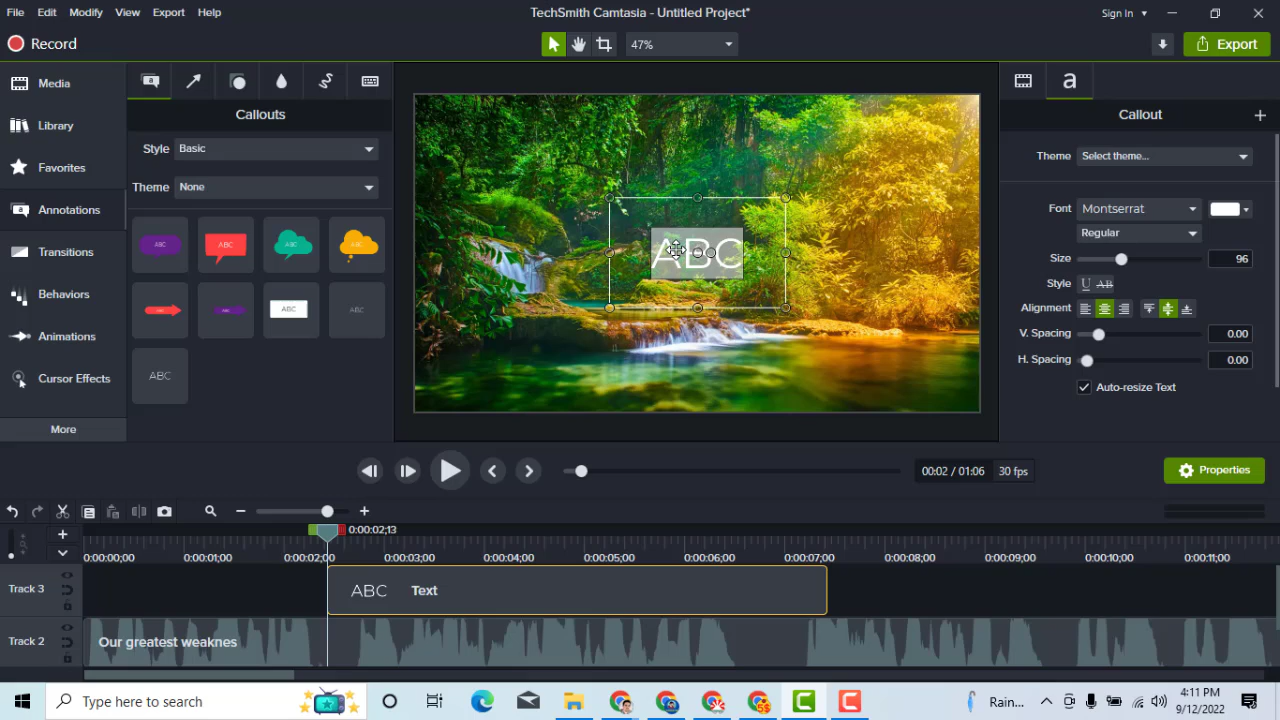 File Edit Modify View Export Help
TechSmith Camtasia - Untitled Project*
Sign In
Record
47%
Export
Media
Library
Favorites
Annotations
Transitions
Behaviors
Animations
Cursor Effects
More
Callouts
Style Basic
Theme None
ABC ABC ABC ABC
ABC ABC
ABC
ABC
a
Callout
Theme Select theme...
Font Montserrat
Regular
Size 96
Style U AB
Alignment
V. Spacing 0.00
H. Spacing 0.00
Auto-resize Text
00:02 / 01:06 30 fps
Properties
0:00:02;13
0:00:00;00 0:00:01;00 0:00:02;00 0:00:03;00 0:00:04;00 0:00:05;00 0:00:06;00 0:00:07;00 0:00:08;00 0:00:09;00 0:00:10;00 0:00:11;00
Track 3 ABC Text
Track 2 Our greatest weaknes
Type here to search
Rain...
4:11 PM
9/12/2022